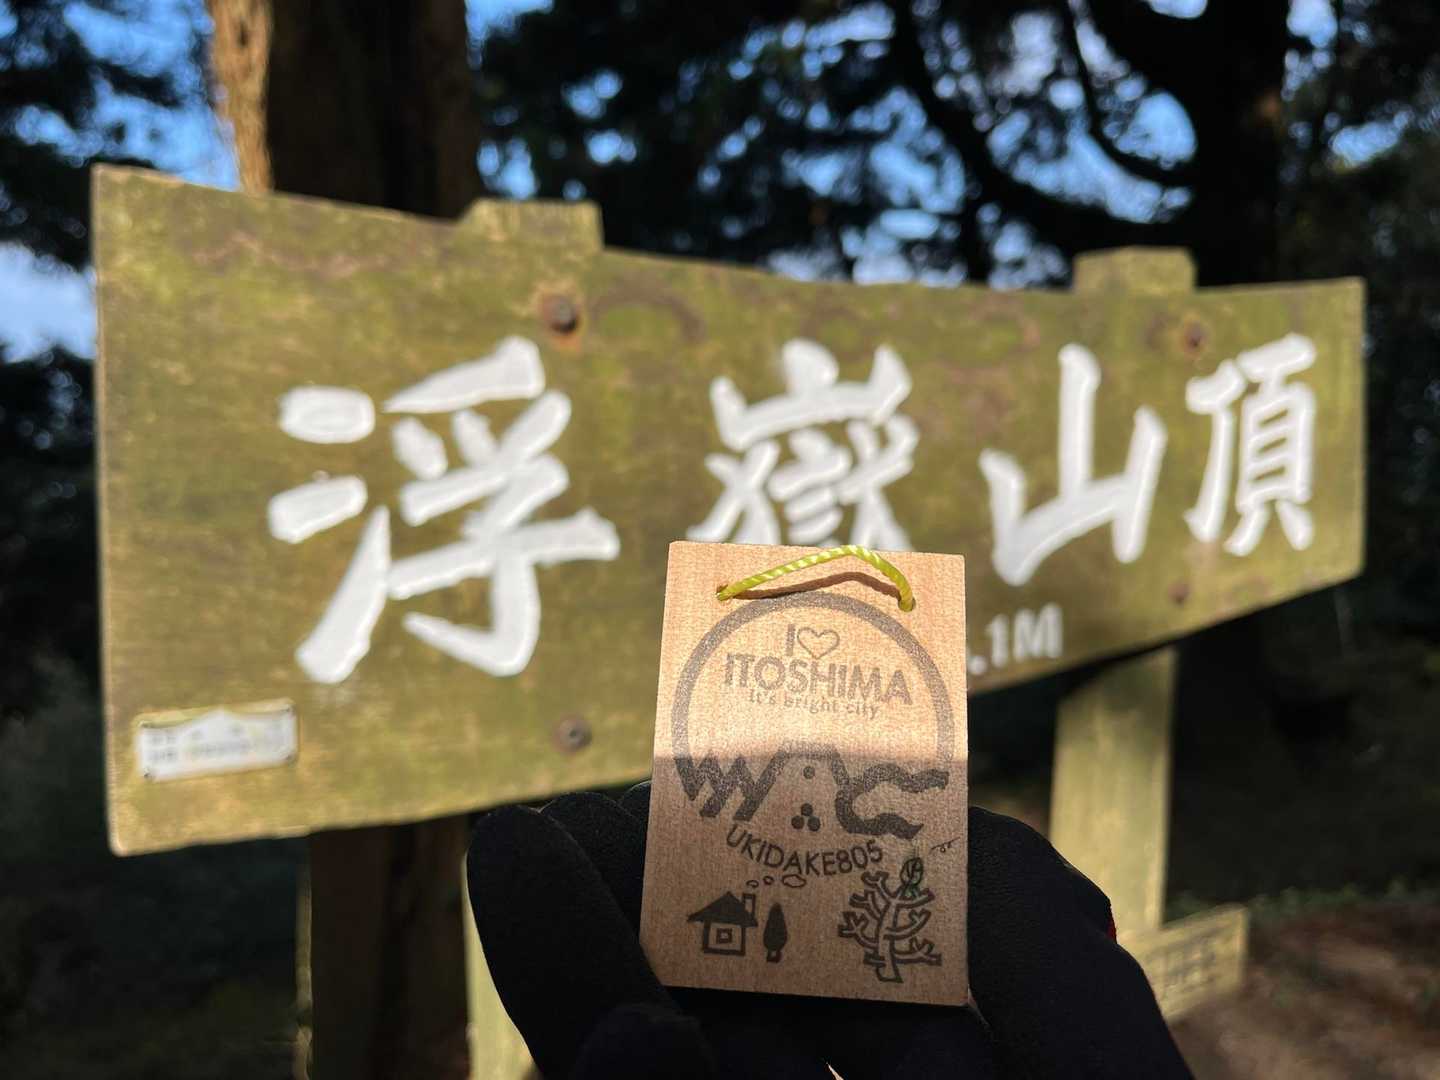 浮嶽山頂
.1M
I♡
ITOSHIMA
It's bright city
UKIDAKE805